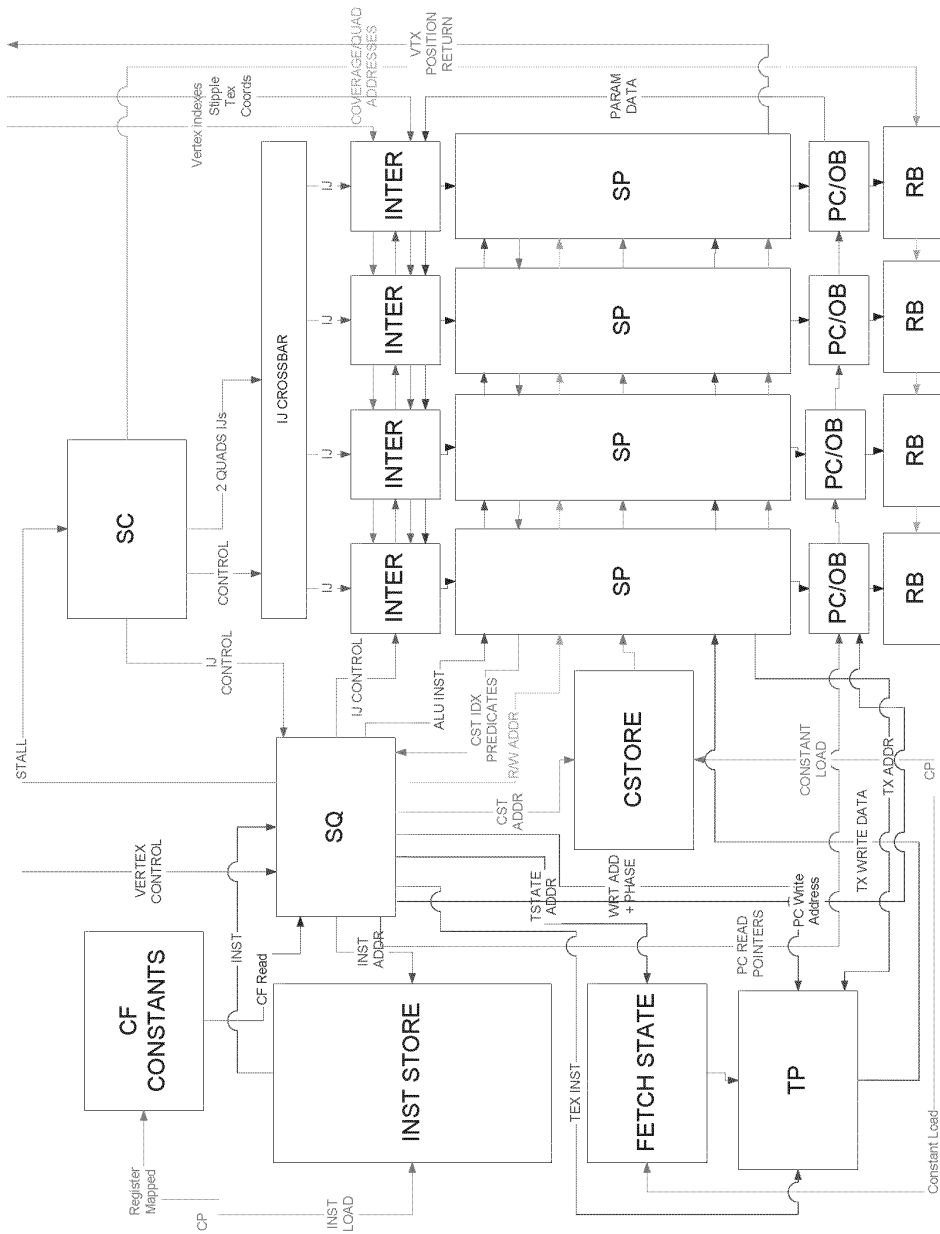 Vertex Indexes
Stipple
Tex
Coords
COVERAGE/QUAD
ADDRESSES
VTX
POSITION
RETURN
STALL
SC
IJ
CONTROL
CONTROL
2 QUADS IJs
IJ CROSSBAR
IJ
IJ
IJ
IJ
INTER
INTER
INTER
INTER
PARAM
DATA
SP
SP
SP
SP
PC/OB
PC/OB
PC/OB
PC/OB
RB
RB
RB
RB
VERTEX
CONTROL
SQ
IJ CONTROL
ALU INST
CST IDX
PREDICATES
R/W ADDR
CST
ADDR
CSTORE
CONSTANT
LOAD
TX ADDR
CP
TX WRITE DATA
INST
CF Read
CF
CONSTANTS
INST
ADDR
TSTATE
ADDR
WRT ADD
+ PHASE
PC Write
Address
PC READ
POINTERS
INST STORE
FETCH STATE
TEX INST
TP
Register
Mapped
CP
INST
LOAD
Constant Load